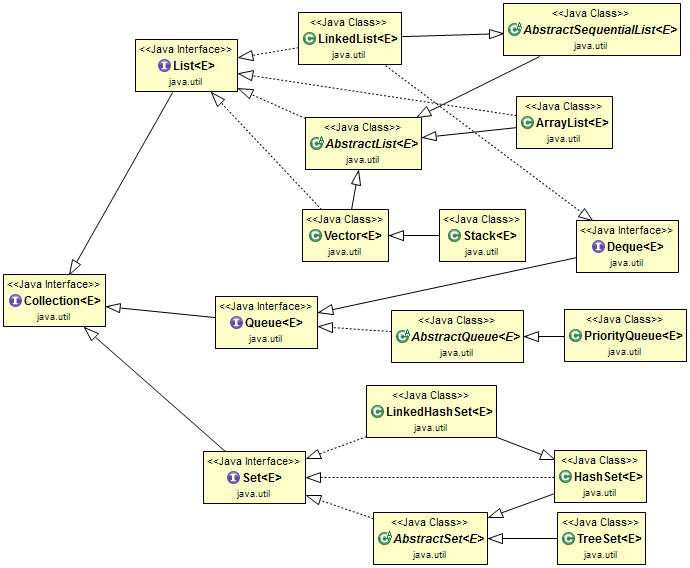 <<Java Class>>
LinkedList<E>
java.util
<<Java Class>>
AbstractSequentialList<E>
java.util
<<Java Interface>>
List<E>
java.util
<<Java Class>>
ArrayList<E>
java.util
<<Java Class>>
AbstractList<E>
java.util
<<Java Class>>
Vector<E>
java.util
<<Java Class>>
Stack<E>
java.util
<<Java Interface>>
Deque<E>
java.util
<<Java Interface>>
Collection<E>
java.util
<<Java Interface>>
Queue<E>
java.util
<<Java Class>>
AbstractQueue<E>
java.util
<<Java Class>>
PriorityQueue<E>
java.util
<<Java Class>>
LinkedHashSet<E>
java.util
<<Java Interface>>
Set<E>
java.util
<<Java Class>>
HashSet<E>
java.util
<<Java Class>>
AbstractSet<E>
java.util
<<Java Class>>
TreeSet<E>
java.util